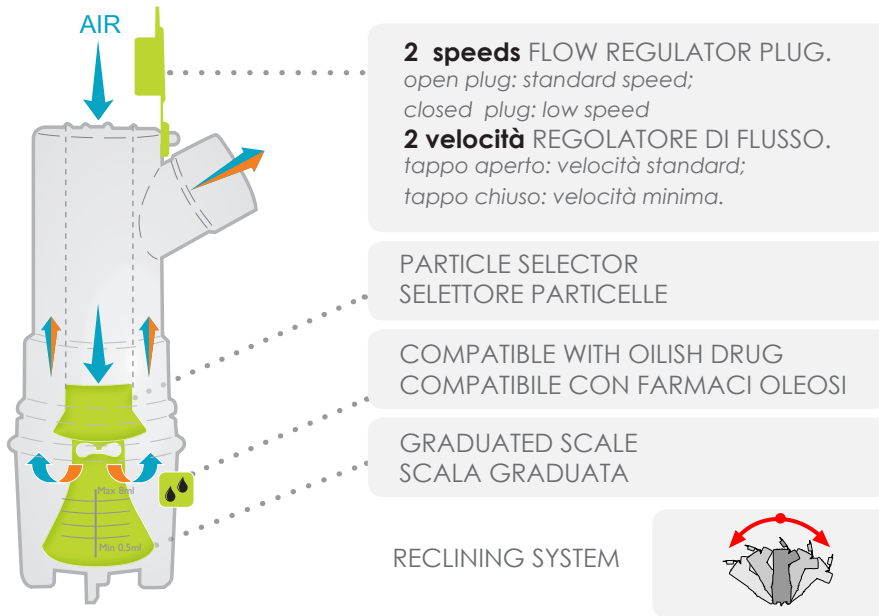 AIR
2 speeds FLOW REGULATOR PLUG.
open plug: standard speed;
closed plug: low speed
2 velocità REGOLATORE DI FLUSSO.
tappo aperto: velocità standard;
tappo chiuso: velocità minima.
PARTICLE SELECTOR
SELETTORE PARTICELLE
COMPATIBLE WITH OILISH DRUG
COMPATIBILE CON FARMACI OLEOSI
GRADUATED SCALE
SCALA GRADUATA
Max 8ml
Min 0,5ml
RECLINING SYSTEM